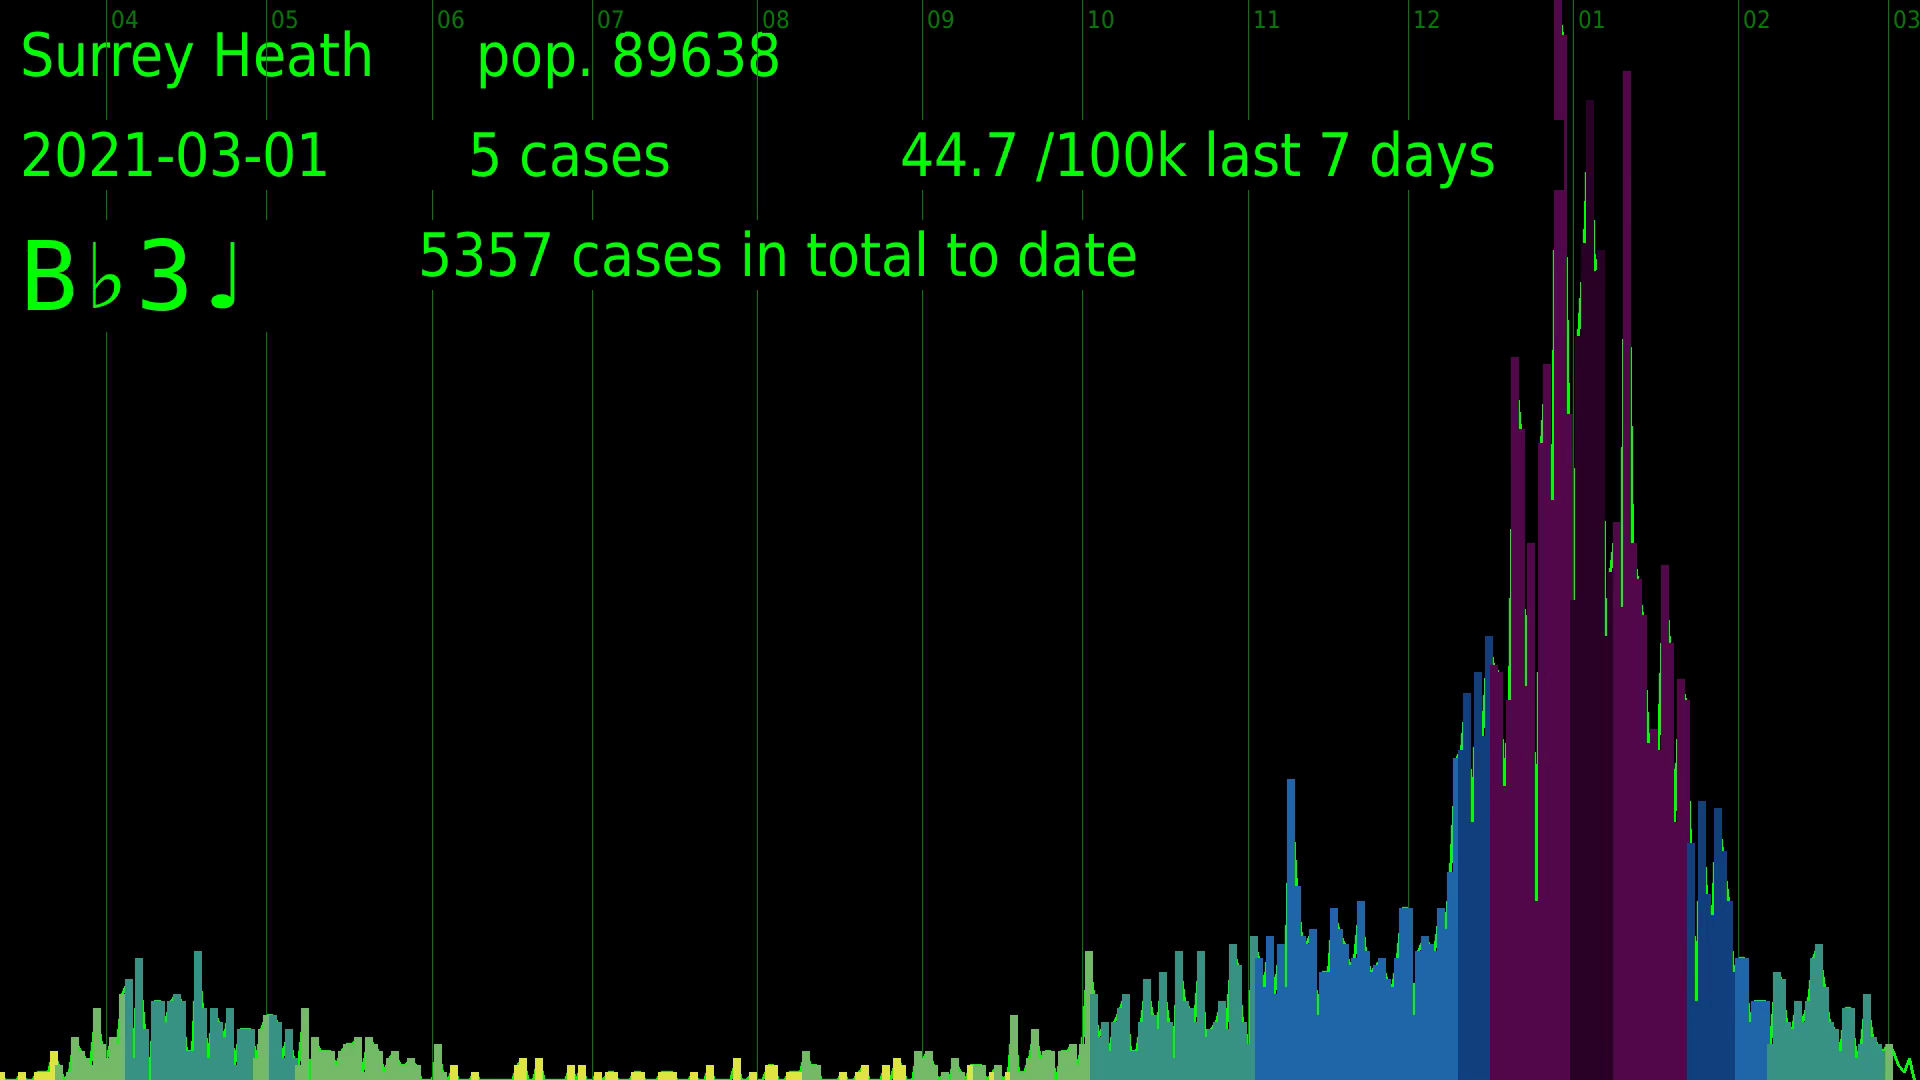 04 05 06 07 08 09 10 11 12 01 02 03
Surrey Heath pop. 89638
2021-03-01 5 cases 44.7 /100k last 7 days
B♭3♩ 5357 cases in total to date